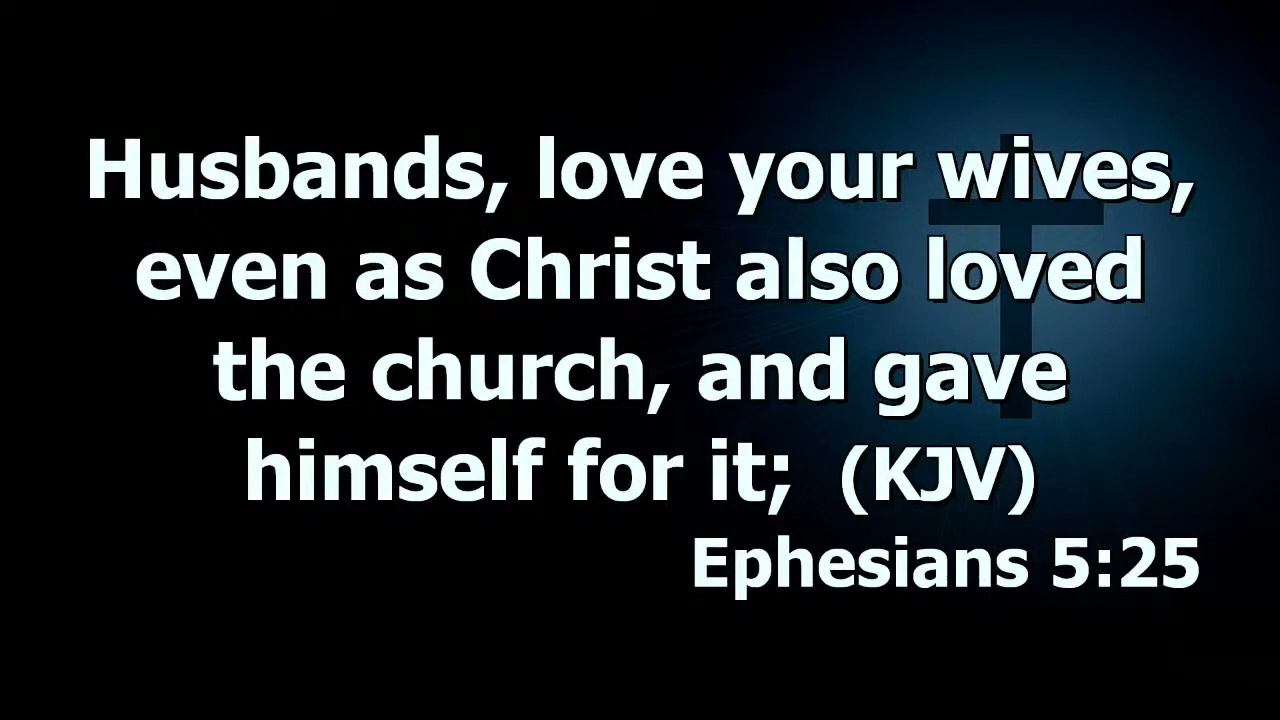 Husbands, love your wives,
even as Christ also loved
the church, and gave
himself for it; (KJV)
Ephesians 5:25